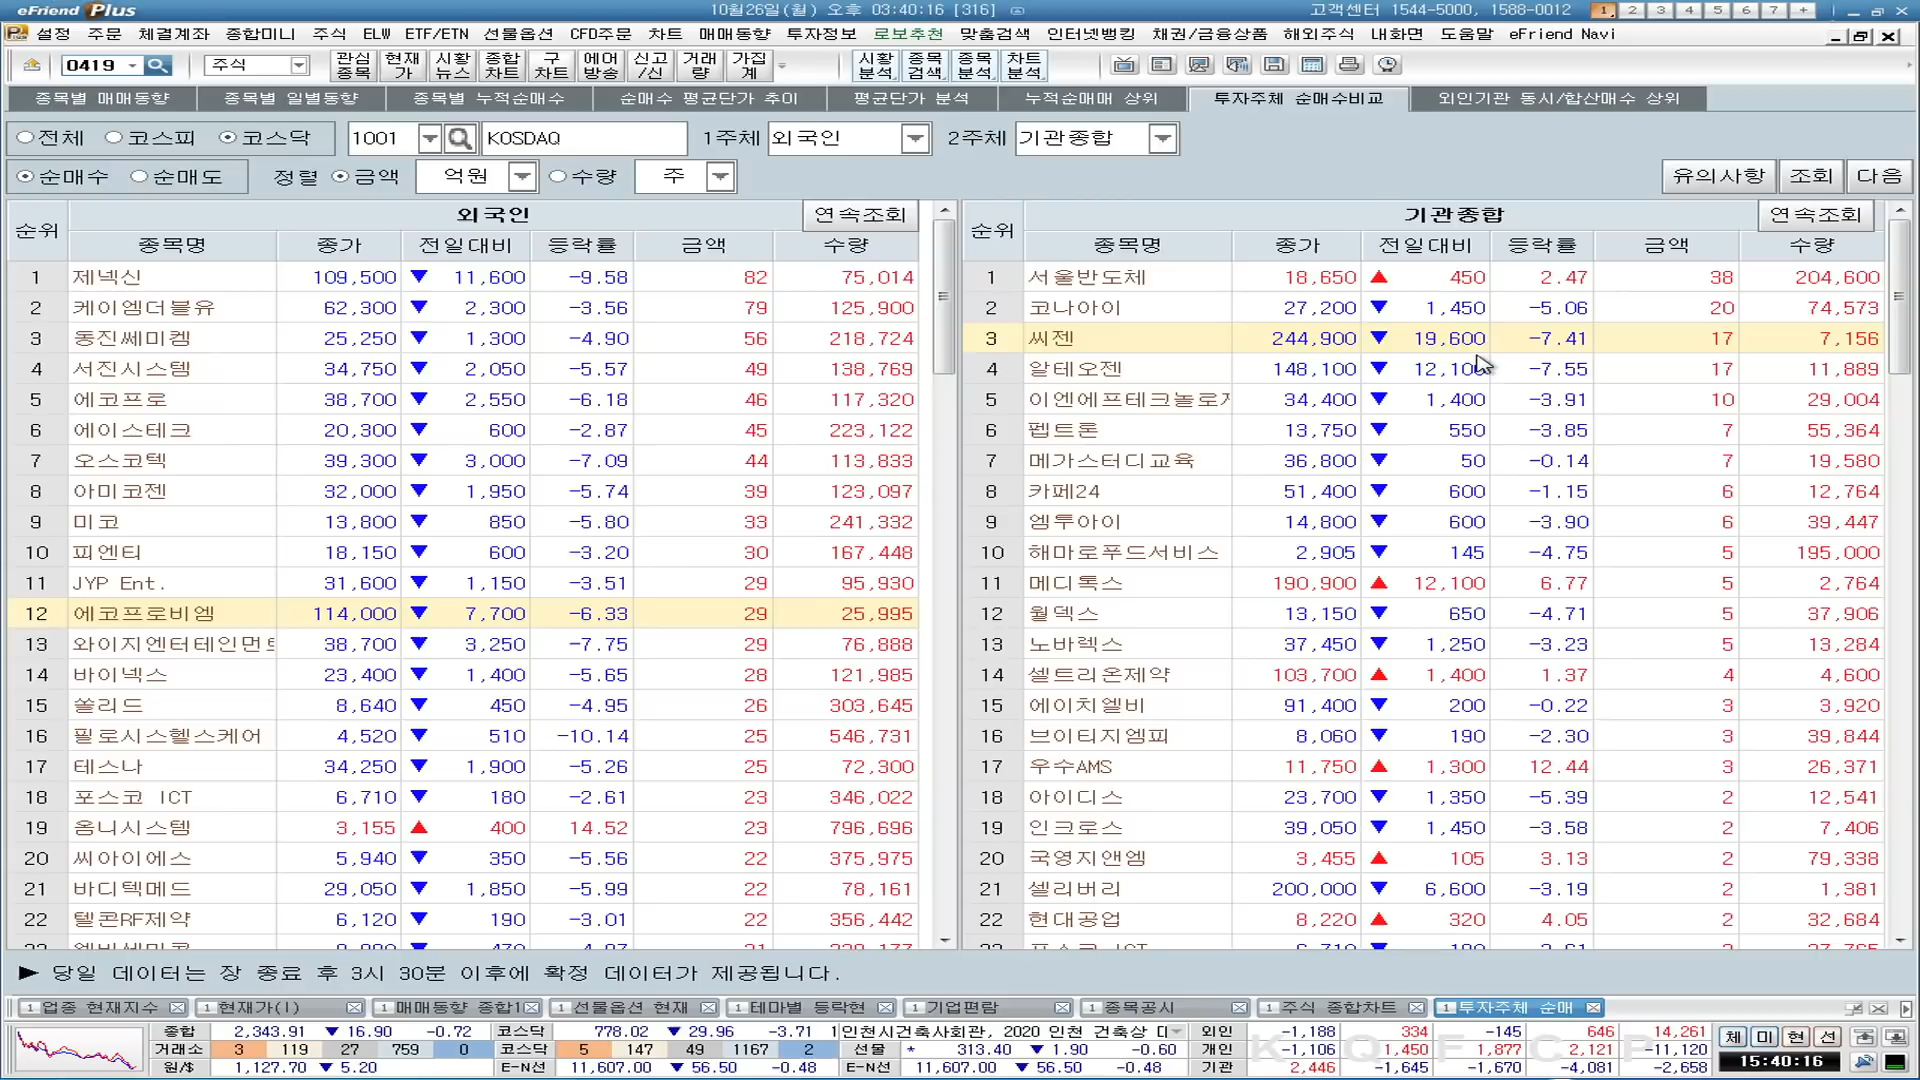 eFriend Plus 10월26일(월) 오후 03:40:16 [316] 고객센터 1544-5000, 1588-0012 1 2 3 4 5 6 7 +
설정 주문 체결계좌 종합미니 주식 ELW ETF/ETN 선물옵션 CFD주문 차트 매매동향 투자정보 로보추천 맞춤검색 인터넷뱅킹 채권/금융상품 해외주식 내화면 도움말 eFriend Navi
0419 주식 관심종목 현재가 시황뉴스 종합차트 구차트 에어방송 신고/신 거래량 가집계 시황분석 종목검색 종목분석 차트분석
종목별 매매동향 종목별 일별동향 종목별 누적순매수 순매수 평균단가 추이 평균단가 분석 누적순매매 상위 투자주체 순매수비교 외인기관 동시/합산매수 상위
전체 코스피 코스닥 1001 KOSDAQ 1주체 외국인 2주체 기관종합
순매수 순매도 정렬 금액 억원 수량 주 유의사항 조회 다음
순위 외국인 연속조회
종목명 종가 전일대비 등락률 금액 수량
1 제넥신 109,500 ▼ 11,600 -9.58 82 75,014
2 케이엠더블유 62,300 ▼ 2,300 -3.56 79 125,900
3 동진쎄미켐 25,250 ▼ 1,300 -4.90 56 218,724
4 서진시스템 34,750 ▼ 2,050 -5.57 49 138,769
5 에코프로 38,700 ▼ 2,550 -6.18 46 117,320
6 에이스테크 20,300 ▼ 600 -2.87 45 223,122
7 오스코텍 39,300 ▼ 3,000 -7.09 44 113,833
8 아미코젠 32,000 ▼ 1,950 -5.74 39 123,097
9 미코 13,800 ▼ 850 -5.80 33 241,332
10 피엔티 18,150 ▼ 600 -3.20 30 167,448
11 JYP Ent. 31,600 ▼ 1,150 -3.51 29 95,930
12 에코프로비엠 114,000 ▼ 7,700 -6.33 29 25,995
13 와이지엔터테인먼트 38,700 ▼ 3,250 -7.75 29 76,888
14 바이넥스 23,400 ▼ 1,400 -5.65 28 121,985
15 쏠리드 8,640 ▼ 450 -4.95 26 303,645
16 필로시스헬스케어 4,520 ▼ 510 -10.14 25 546,731
17 테스나 34,250 ▼ 1,900 -5.26 25 72,300
18 포스코 ICT 6,710 ▼ 180 -2.61 23 346,022
19 옴니시스템 3,155 ▲ 400 14.52 23 796,696
20 씨아이에스 5,940 ▼ 350 -5.56 22 375,975
21 바디텍메드 29,050 ▼ 1,850 -5.99 22 78,161
22 텔콘RF제약 6,120 ▼ 190 -3.01 22 356,442
순위 기관종합 연속조회
종목명 종가 전일대비 등락률 금액 수량
1 서울반도체 18,650 ▲ 450 2.47 38 204,600
2 코나아이 27,200 ▼ 1,450 -5.06 20 74,573
3 씨젠 244,900 ▼ 19,600 -7.41 17 7,156
4 알테오젠 148,100 ▼ 12,100 -7.55 17 11,889
5 이엔에프테크놀로지 34,400 ▼ 1,400 -3.91 10 29,004
6 펩트론 13,750 ▼ 550 -3.85 7 55,364
7 메가스터디교육 36,800 ▼ 50 -0.14 7 19,580
8 카페24 51,400 ▼ 600 -1.15 6 12,764
9 엠투아이 14,800 ▼ 600 -3.90 6 39,447
10 해마로푸드서비스 2,905 ▼ 145 -4.75 5 195,000
11 메디톡스 190,900 ▲ 12,100 6.77 5 2,764
12 월덱스 13,150 ▼ 650 -4.71 5 37,906
13 노바렉스 37,450 ▼ 1,250 -3.23 5 13,284
14 셀트리온제약 103,700 ▲ 1,400 1.37 4 4,600
15 에이치엘비 91,400 ▼ 200 -0.22 3 3,920
16 브이티지엠피 8,060 ▼ 190 -2.30 3 39,844
17 우수AMS 11,750 ▲ 1,300 12.44 3 26,371
18 아이디스 23,700 ▼ 1,350 -5.39 2 12,541
19 인크로스 39,050 ▼ 1,450 -3.58 2 7,406
20 국영지앤엠 3,455 ▲ 105 3.13 2 79,338
21 셀리버리 200,000 ▼ 6,600 -3.19 2 1,381
22 현대공업 8,220 ▲ 320 4.05 2 32,684
▶ 당일 데이터는 장 종료 후 3시 30분 이후에 확정 데이터가 제공됩니다.
1 업종 현재지수 1 현재가(1) 1 매매동향 종합1 1 선물옵션 현재 1 테마별 등락현 1 기업편람 1 종목공시 1 주식 종합차트 1 투자주체 순매
종합 2,343.91 ▼ 16.90 -0.72 코스닥 778.02 ▼ 29.96 -3.71 인천시건축사회관, 2020 인천 건축상 외인 -1,188 334 -145 646 14,261 체 미 현 선
거래소 3 119 27 759 0 코스닥 5 147 49 1167 2 선물 * 313.40 ▼ 1.90 -0.60 개인 -1,106 1,450 1,877 2,121 -11,120
원/$ 1,127.70 ▼ 5.20 E-N선 11,607.00 ▼ 56.50 -0.48 E-N선 11,607.00 ▼ 56.50 -0.48 기관 2,446 -1,645 -1,670 -4,081 -2,658 15:40:16
K Q F C P